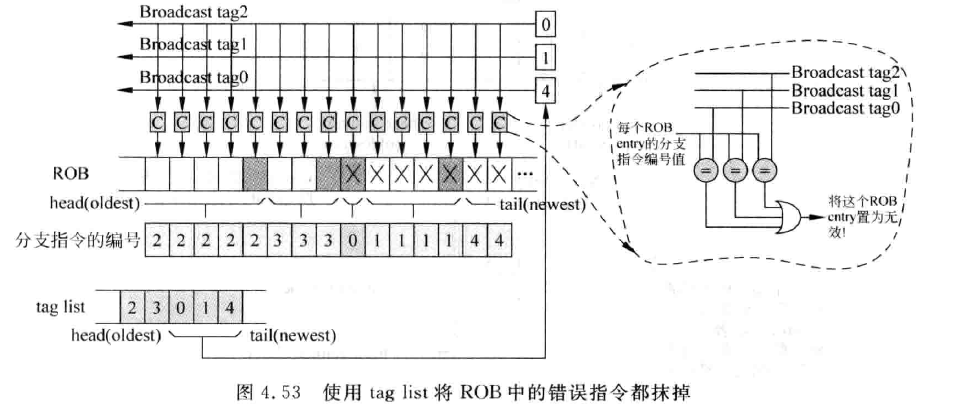 Broadcast tag2
0
Broadcast tag1
1
Broadcast tag0
4
C C C C C C C C C C C C C C C
ROB
X X X X X X X ...
head(oldest)
tail(newest)
分支指令的编号
2 2 2 2 2 3 3 3 0 1 1 1 1 4 4
tag list
2 3 0 1 4
head(oldest)
tail(newest)
Broadcast tag2
Broadcast tag1
Broadcast tag0
每个ROB
entry的分支
指令编号值
= = =
将这个ROB
entry置为无
效!
图 4.53 使用 tag list 将 ROB 中的错误指令都抹掉